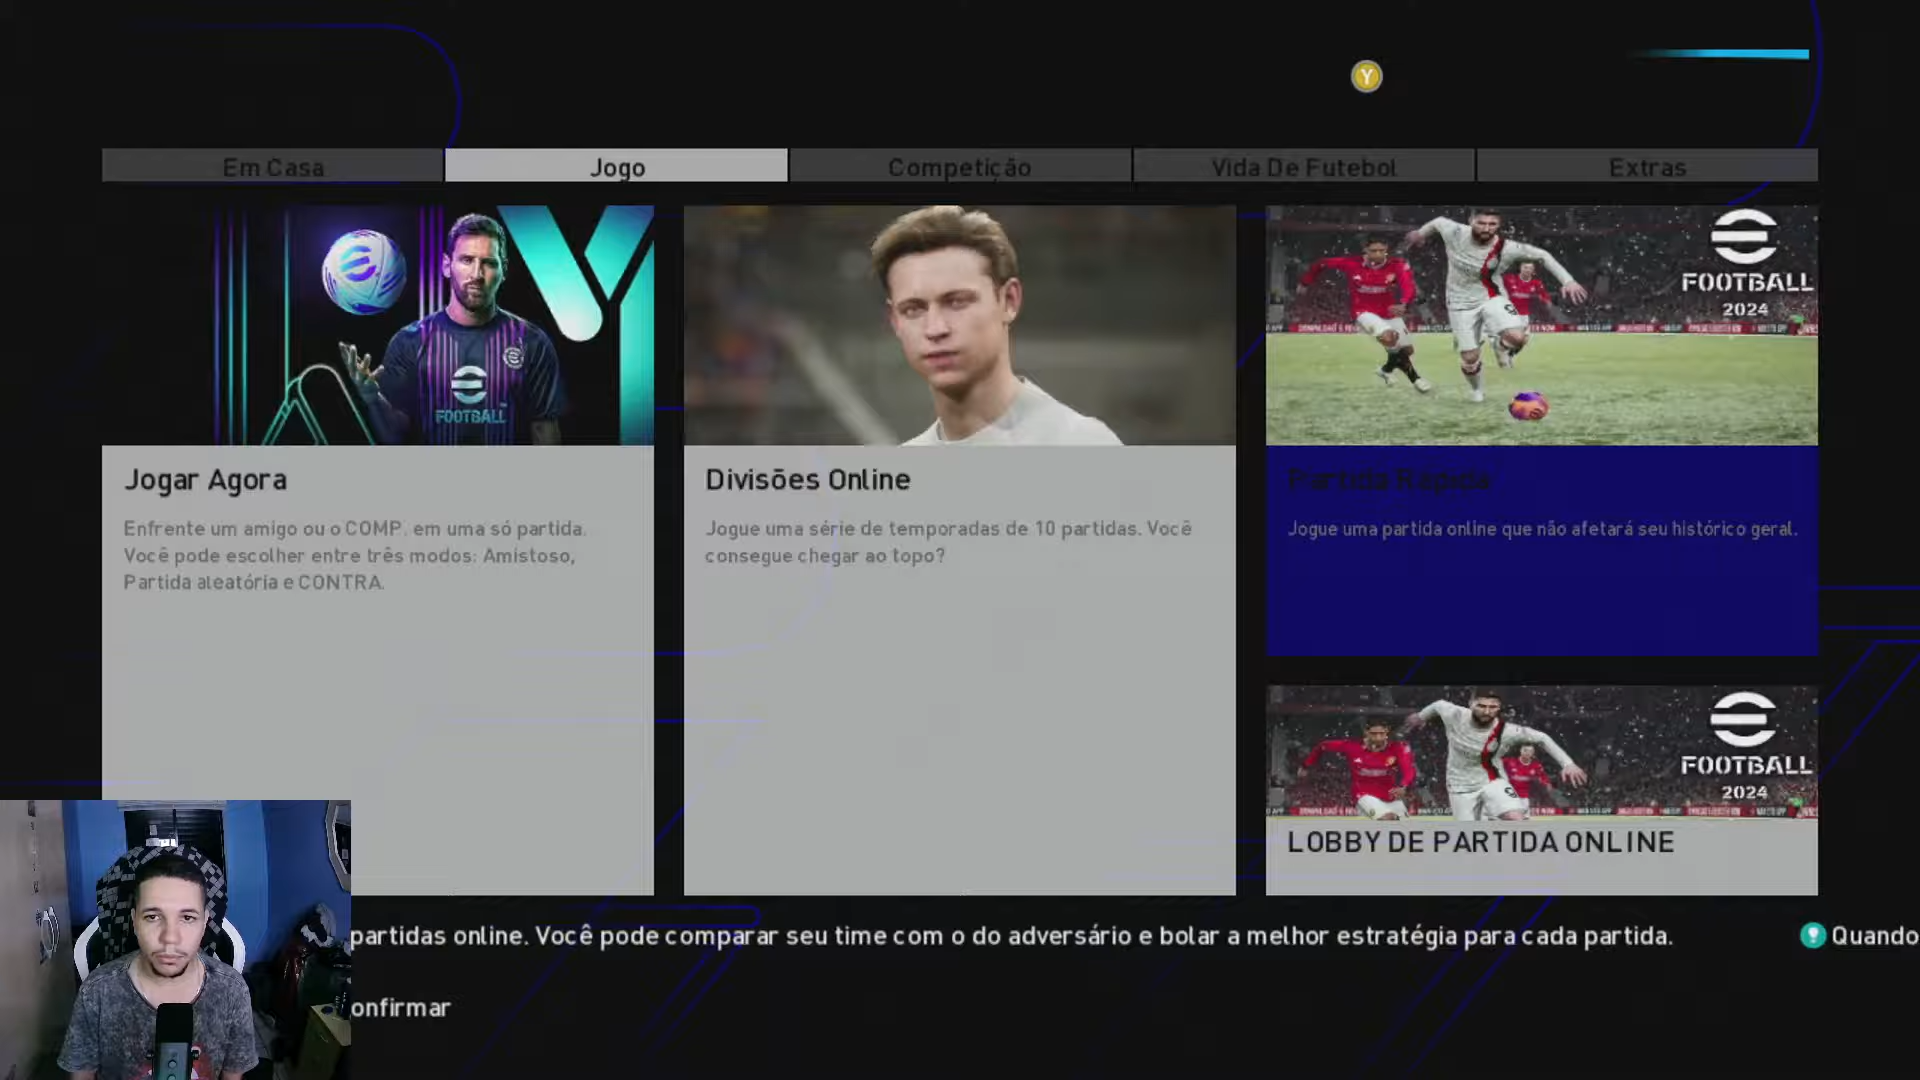 Y
Em Casa
Jogo
Competição
Vida De Futebol
Extras
FOOTBALL
Jogar Agora
Enfrente um amigo ou o COMP. em uma só partida.
Você pode escolher entre três modos: Amistoso,
Partida aleatória e CONTRA.
Divisões Online
Jogue uma série de temporadas de 10 partidas. Você
consegue chegar ao topo?
FOOTBALL
2024
Partida Rápida
Jogue uma partida online que não afetará seu histórico geral.
FOOTBALL
2024
LOBBY DE PARTIDA ONLINE
partidas online. Você pode comparar seu time com o do adversário e bolar a melhor estratégia para cada partida.
Quando
onfirmar